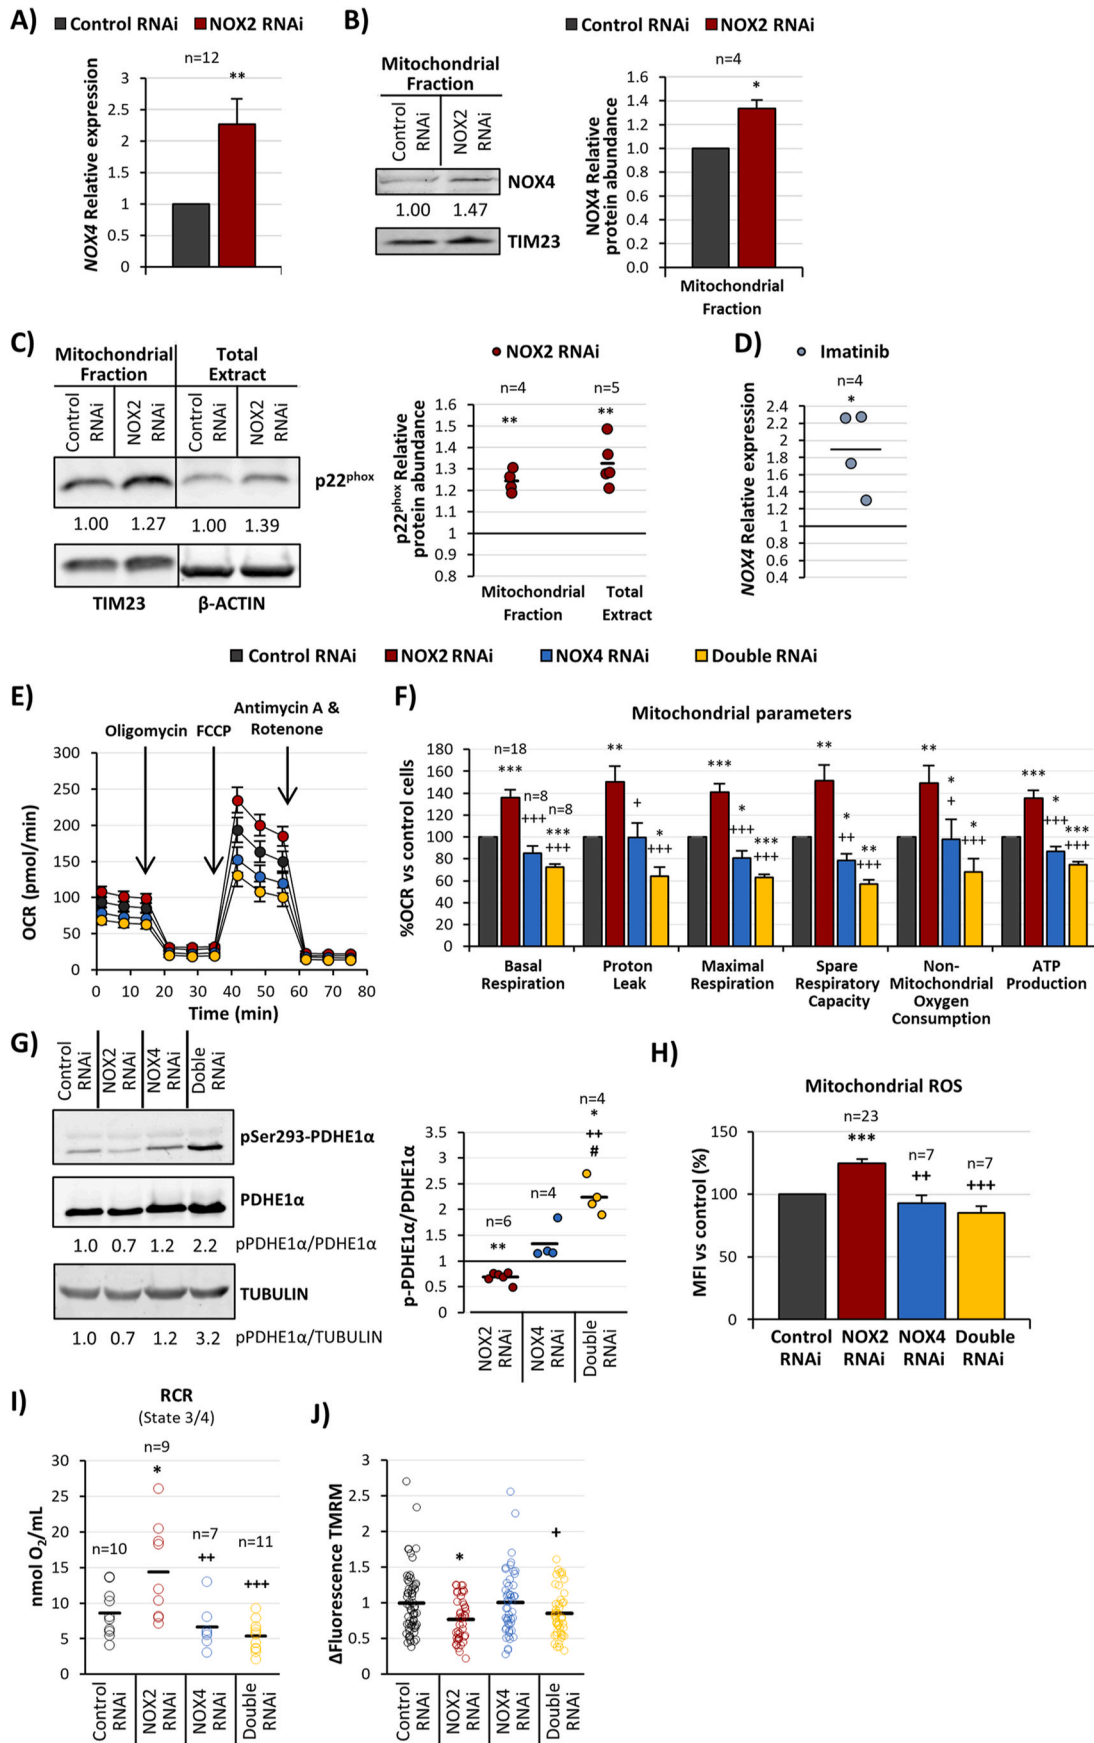 A)
Control RNAi
NOX2 RNAi
n=12
**
NOX4 Relative expression
3
2.5
2
1.5
1
0.5
0
B)
Control RNAi
NOX2 RNAi
Mitochondrial
Fraction
Control
RNAi
NOX2
RNAi
NOX4
1.00
1.47
TIM23
n=4
*
NOX4 Relative
protein abundance
1.6
1.4
1.2
1.0
0.8
0.6
0.4
0.2
0.0
Mitochondrial
Fraction
C)
Mitochondrial
Fraction
Total
Extract
Control
RNAi
NOX2
RNAi
Control
RNAi
NOX2
RNAi
p22phox
1.00
1.27
1.00
1.39
TIM23
β-ACTIN
NOX2 RNAi
n=4
n=5
**
**
p22phox Relative
protein abundance
1.6
1.5
1.4
1.3
1.2
1.1
1
0.9
0.8
Mitochondrial
Fraction
Total
Extract
D)
Imatinib
n=4
*
NOX4 Relative expression
2.4
2.2
2
1.8
1.6
1.4
1.2
1
0.8
0.6
0.4
Control RNAi
NOX2 RNAi
NOX4 RNAi
Double RNAi
E)
Oligomycin
FCCP
Antimycin A &
Rotenone
OCR (pmol/min)
300
250
200
150
100
50
0
0 10 20 30 40 50 60 70 80
Time (min)
F)
Mitochondrial parameters
%OCR vs control cells
180
160
140
120
100
80
60
40
20
0
n=18
***
n=8
+++
n=8
***
+++
**
+
*
+++
***
*
+++
***
+++
**
*
++
**
+++
**
*
+
*
+++
***
*
+++
***
+++
Basal
Respiration
Proton
Leak
Maximal
Respiration
Spare
Respiratory
Capacity
Non-
Mitochondrial
Oxygen
Consumption
ATP
Production
G)
Control
RNAi
NOX2
RNAi
NOX4
RNAi
Doble
RNAi
pSer293-PDHE1α
PDHE1α
1.0 0.7 1.2 2.2 pPDHE1α/PDHE1α
TUBULIN
1.0 0.7 1.2 3.2 pPDHE1α/TUBULIN
p-PDHE1α/PDHE1α
3.5
3
2.5
2
1.5
1
0.5
0
n=6
**
n=4
n=4
*
++
#
NOX2
RNAi
NOX4
RNAi
Double
RNAi
H)
Mitochondrial ROS
MFI vs control (%)
150
100
50
0
n=23
***
n=7
++
n=7
+++
Control
RNAi
NOX2
RNAi
NOX4
RNAi
Double
RNAi
I)
RCR
(State 3/4)
nmol O2/mL
30
25
20
15
10
5
0
n=10
n=9
*
n=7
++
n=11
+++
Control
RNAi
NOX2
RNAi
NOX4
RNAi
Double
RNAi
J)
ΔFluorescence TMRM
3
2.5
2
1.5
1
0.5
0
*
+
Control
RNAi
NOX2
RNAi
NOX4
RNAi
Double
RNAi